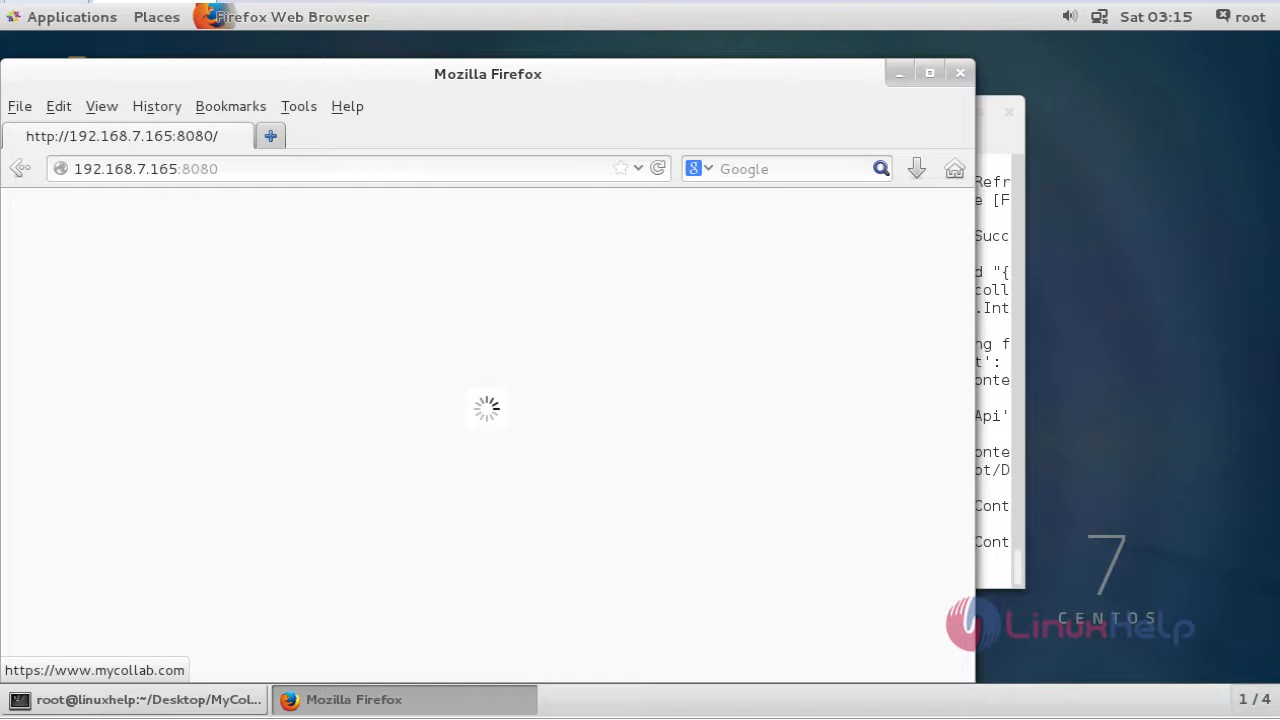 Applications Places Firefox Web Browser Sat 03:15 root
Mozilla Firefox
File Edit View History Bookmarks Tools Help
http://192.168.7.165:8080/
192.168.7.165:8080 Google
Refr
e [F
Succ
d "{
coll
.Int
ng f
t':
onte
Api'
onte
ot/D
Cont
Cont
7
CENTOS
LinuxHelp
https://www.mycollab.com
root@linuxhelp:~/Desktop/MyCol... Mozilla Firefox 1 / 4